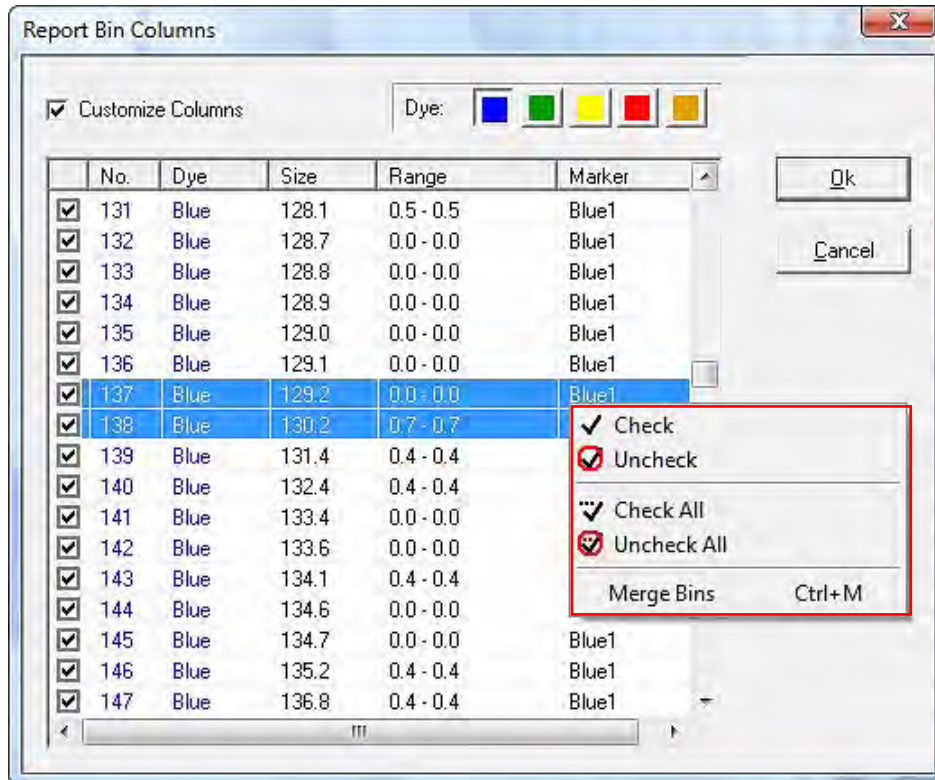 Report Bin Columns
Customize Columns Dye:
No. Dye Size Range Marker
131 Blue 128.1 0.5 - 0.5 Blue1
132 Blue 128.7 0.0 - 0.0 Blue1
133 Blue 128.8 0.0 - 0.0 Blue1
134 Blue 128.9 0.0 - 0.0 Blue1
135 Blue 129.0 0.0 - 0.0 Blue1
136 Blue 129.1 0.0 - 0.0 Blue1
137 Blue 129.2 0.0 - 0.0 Blue1
138 Blue 130.2 0.7 - 0.7
139 Blue 131.4 0.4 - 0.4
140 Blue 132.4 0.4 - 0.4
141 Blue 133.4 0.0 - 0.0
142 Blue 133.6 0.0 - 0.0
143 Blue 134.1 0.4 - 0.4
144 Blue 134.6 0.0 - 0.0
145 Blue 134.7 0.0 - 0.0 Blue1
146 Blue 135.2 0.4 - 0.4 Blue1
147 Blue 136.8 0.4 - 0.4 Blue1
Check
Uncheck
Check All
Uncheck All
Merge Bins Ctrl+M
Ok
Cancel